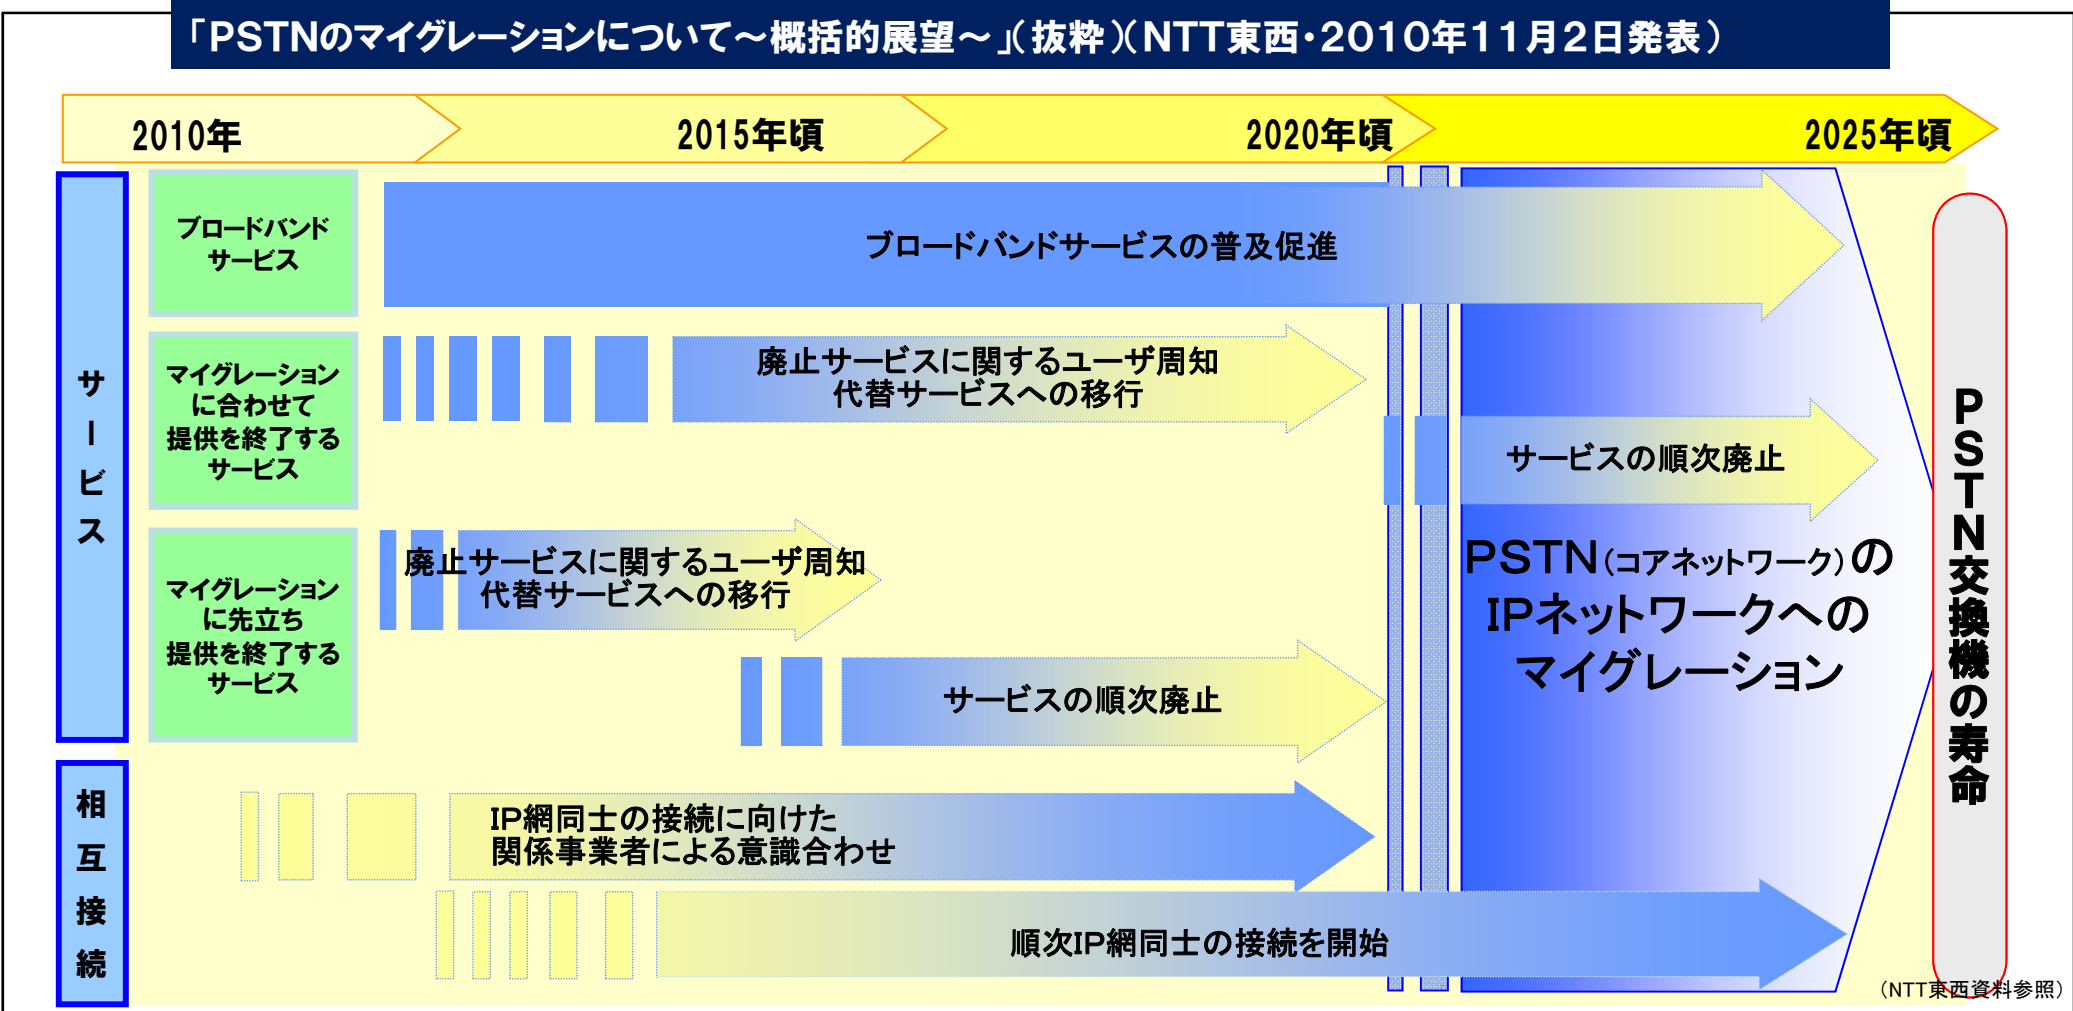 「PSTNのマイグレーションについて～概括的展望～」(抜粋)(NTT東西・2010年11月2日発表)
2010年
2015年頃
2020年頃
2025年頃
サービス
ブロードバンド
サービス
ブロードバンドサービスの普及促進
マイグレーション
に合わせて
提供を終了する
サービス
廃止サービスに関するユーザ周知
代替サービスへの移行
サービスの順次廃止
マイグレーション
に先立ち
提供を終了する
サービス
廃止サービスに関するユーザ周知
代替サービスへの移行
サービスの順次廃止
PSTN(コアネットワーク)の
IPネットワークへの
マイグレーション
PSTN交換機の寿命
相互接続
IP網同士の接続に向けた
関係事業者による意識合わせ
順次IP網同士の接続を開始
(NTT東西資料参照)